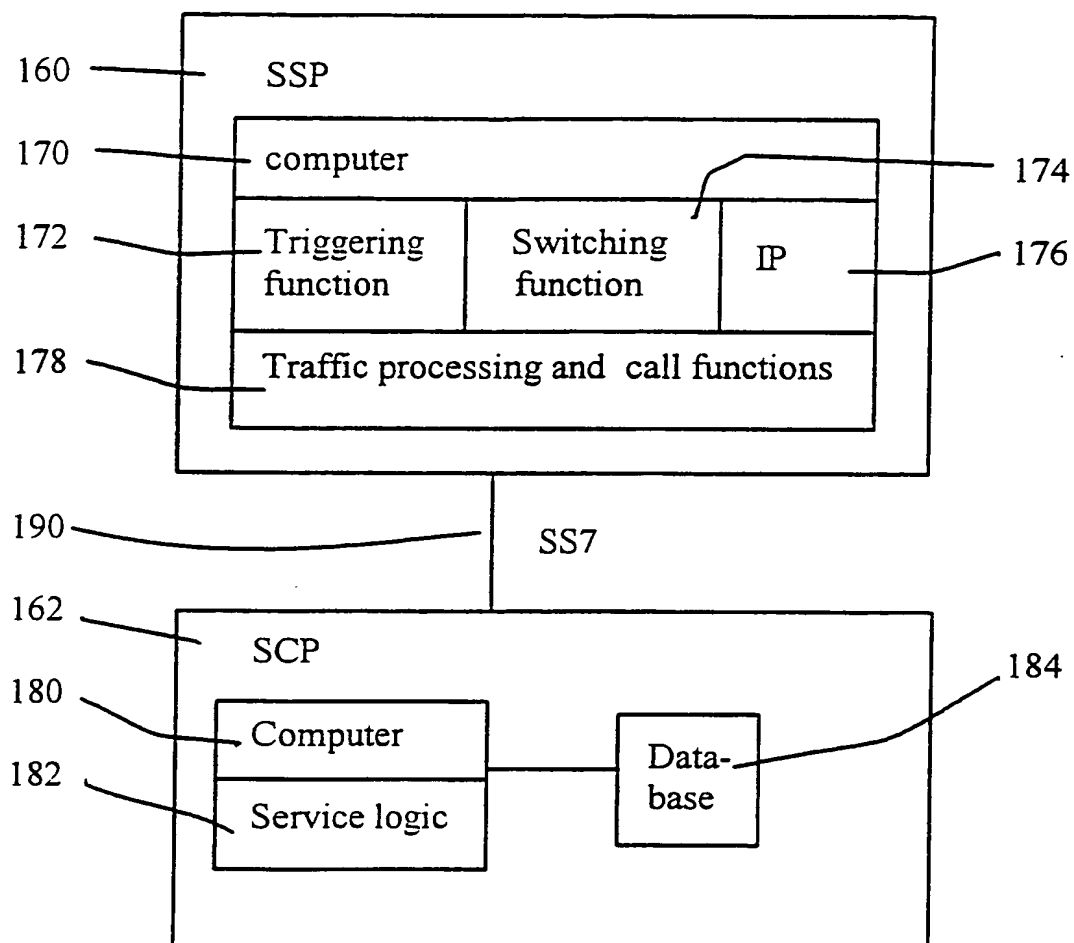 160
SSP
170
computer
174
172
Triggering
function
Switching
function
IP
176
178
Traffic processing and call functions
190
SS7
162
SCP
184
180
Computer
Data-
base
182
Service logic